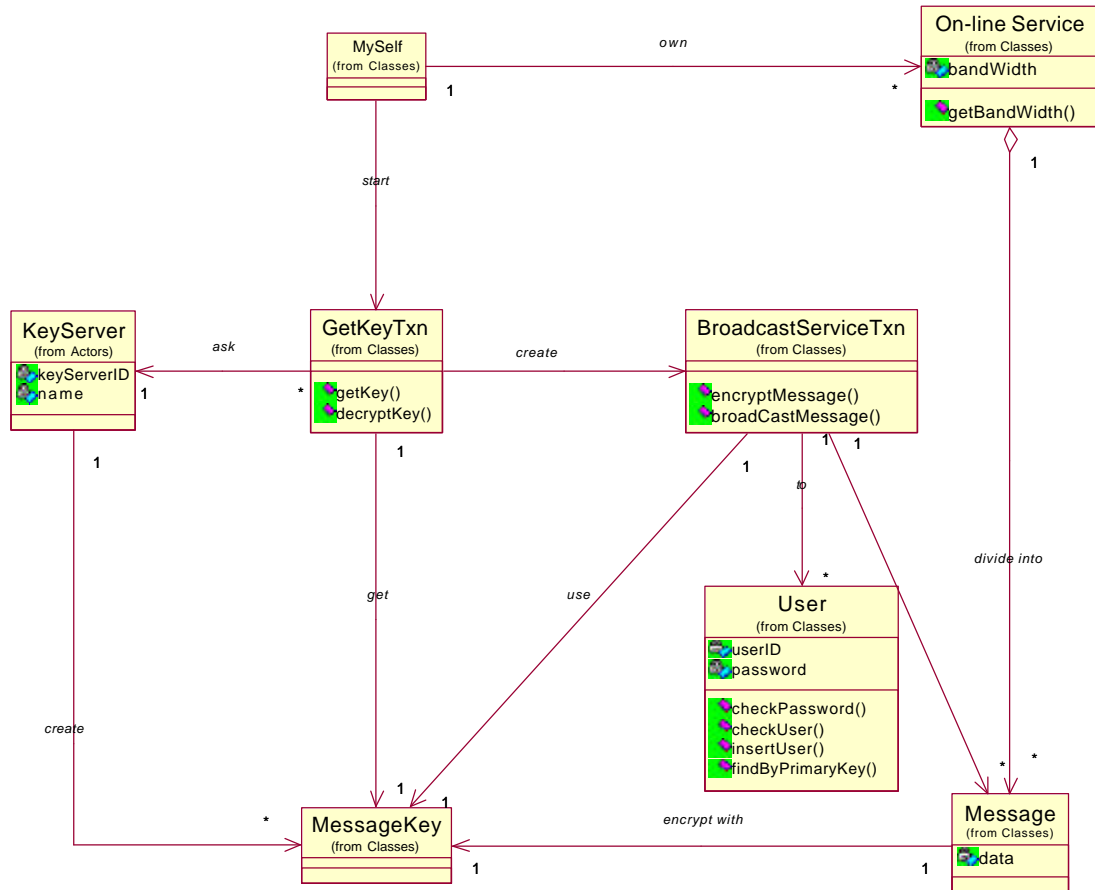 On-line Service
(from Classes)
bandWidth
getBandWidth()
MySelf
(from Classes)
own
1
*
1
start
KeyServer
(from Actors)
keyServerID
name
ask
1
*
GetKeyTxn
(from Classes)
getKey()
decryptKey()
create
BroadcastServiceTxn
(from Classes)
encryptMessage()
broadCastMessage()
1
1
1
1
1
to
divide into
get
use
*
User
(from Classes)
userID
password
checkPassword()
checkUser()
insertUser()
findByPrimaryKey()
create
*
*
1
1
*
MessageKey
(from Classes)
encrypt with
1
1
Message
(from Classes)
data